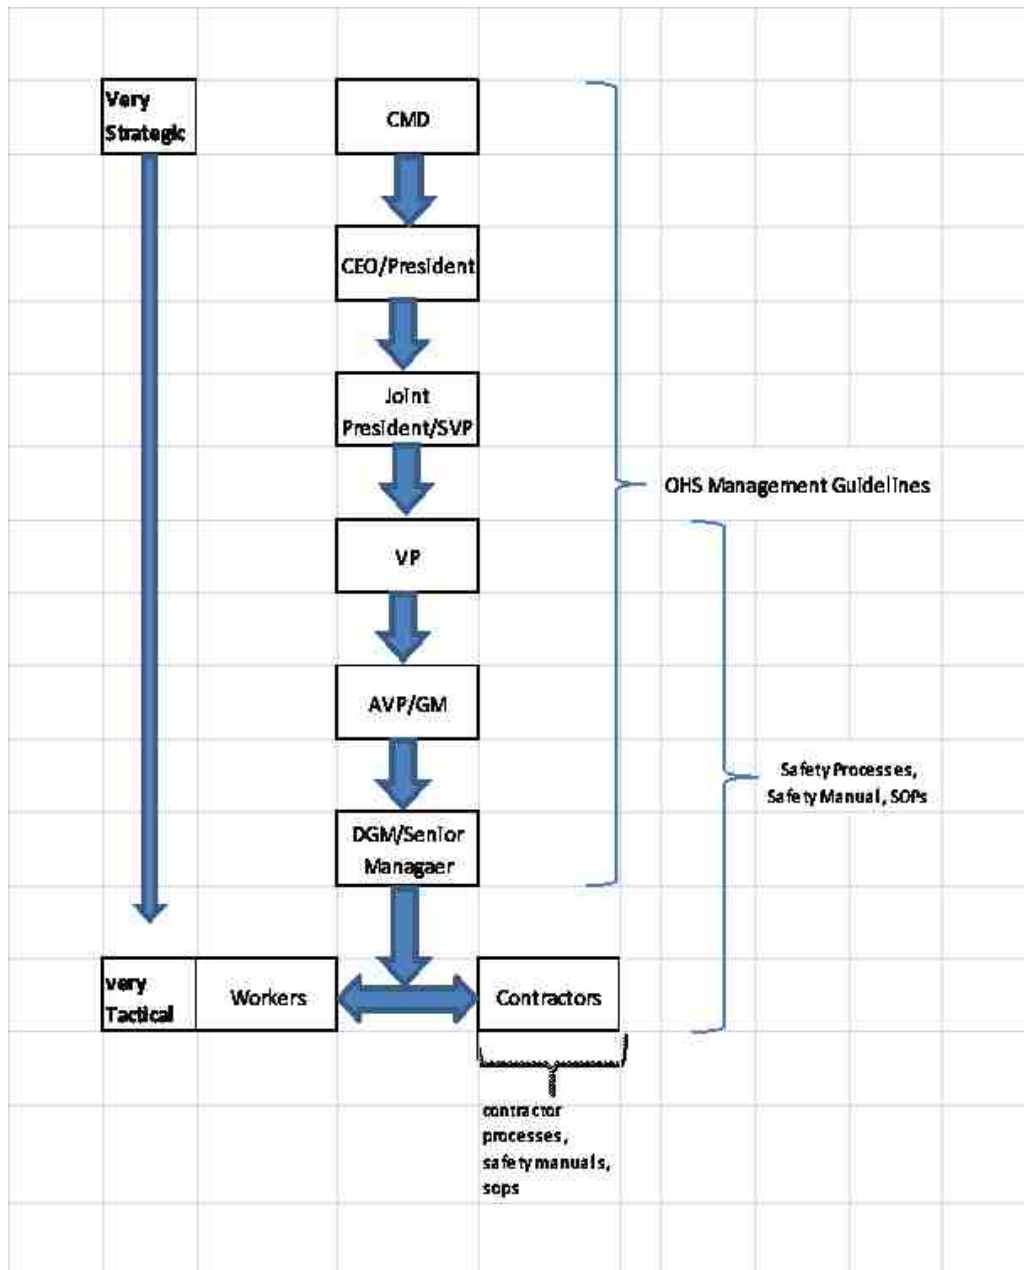 Very
Strategic
CMD
CEO/President
Joint
President/SVP
OHS Management Guidelines
VP
AVP/GM
Safety Processes,
Safety Manual, SOPs
DGM/Senior
Managaer
very
Tactical
Workers
Contractors
contractor
processes,
safety manuals,
sops